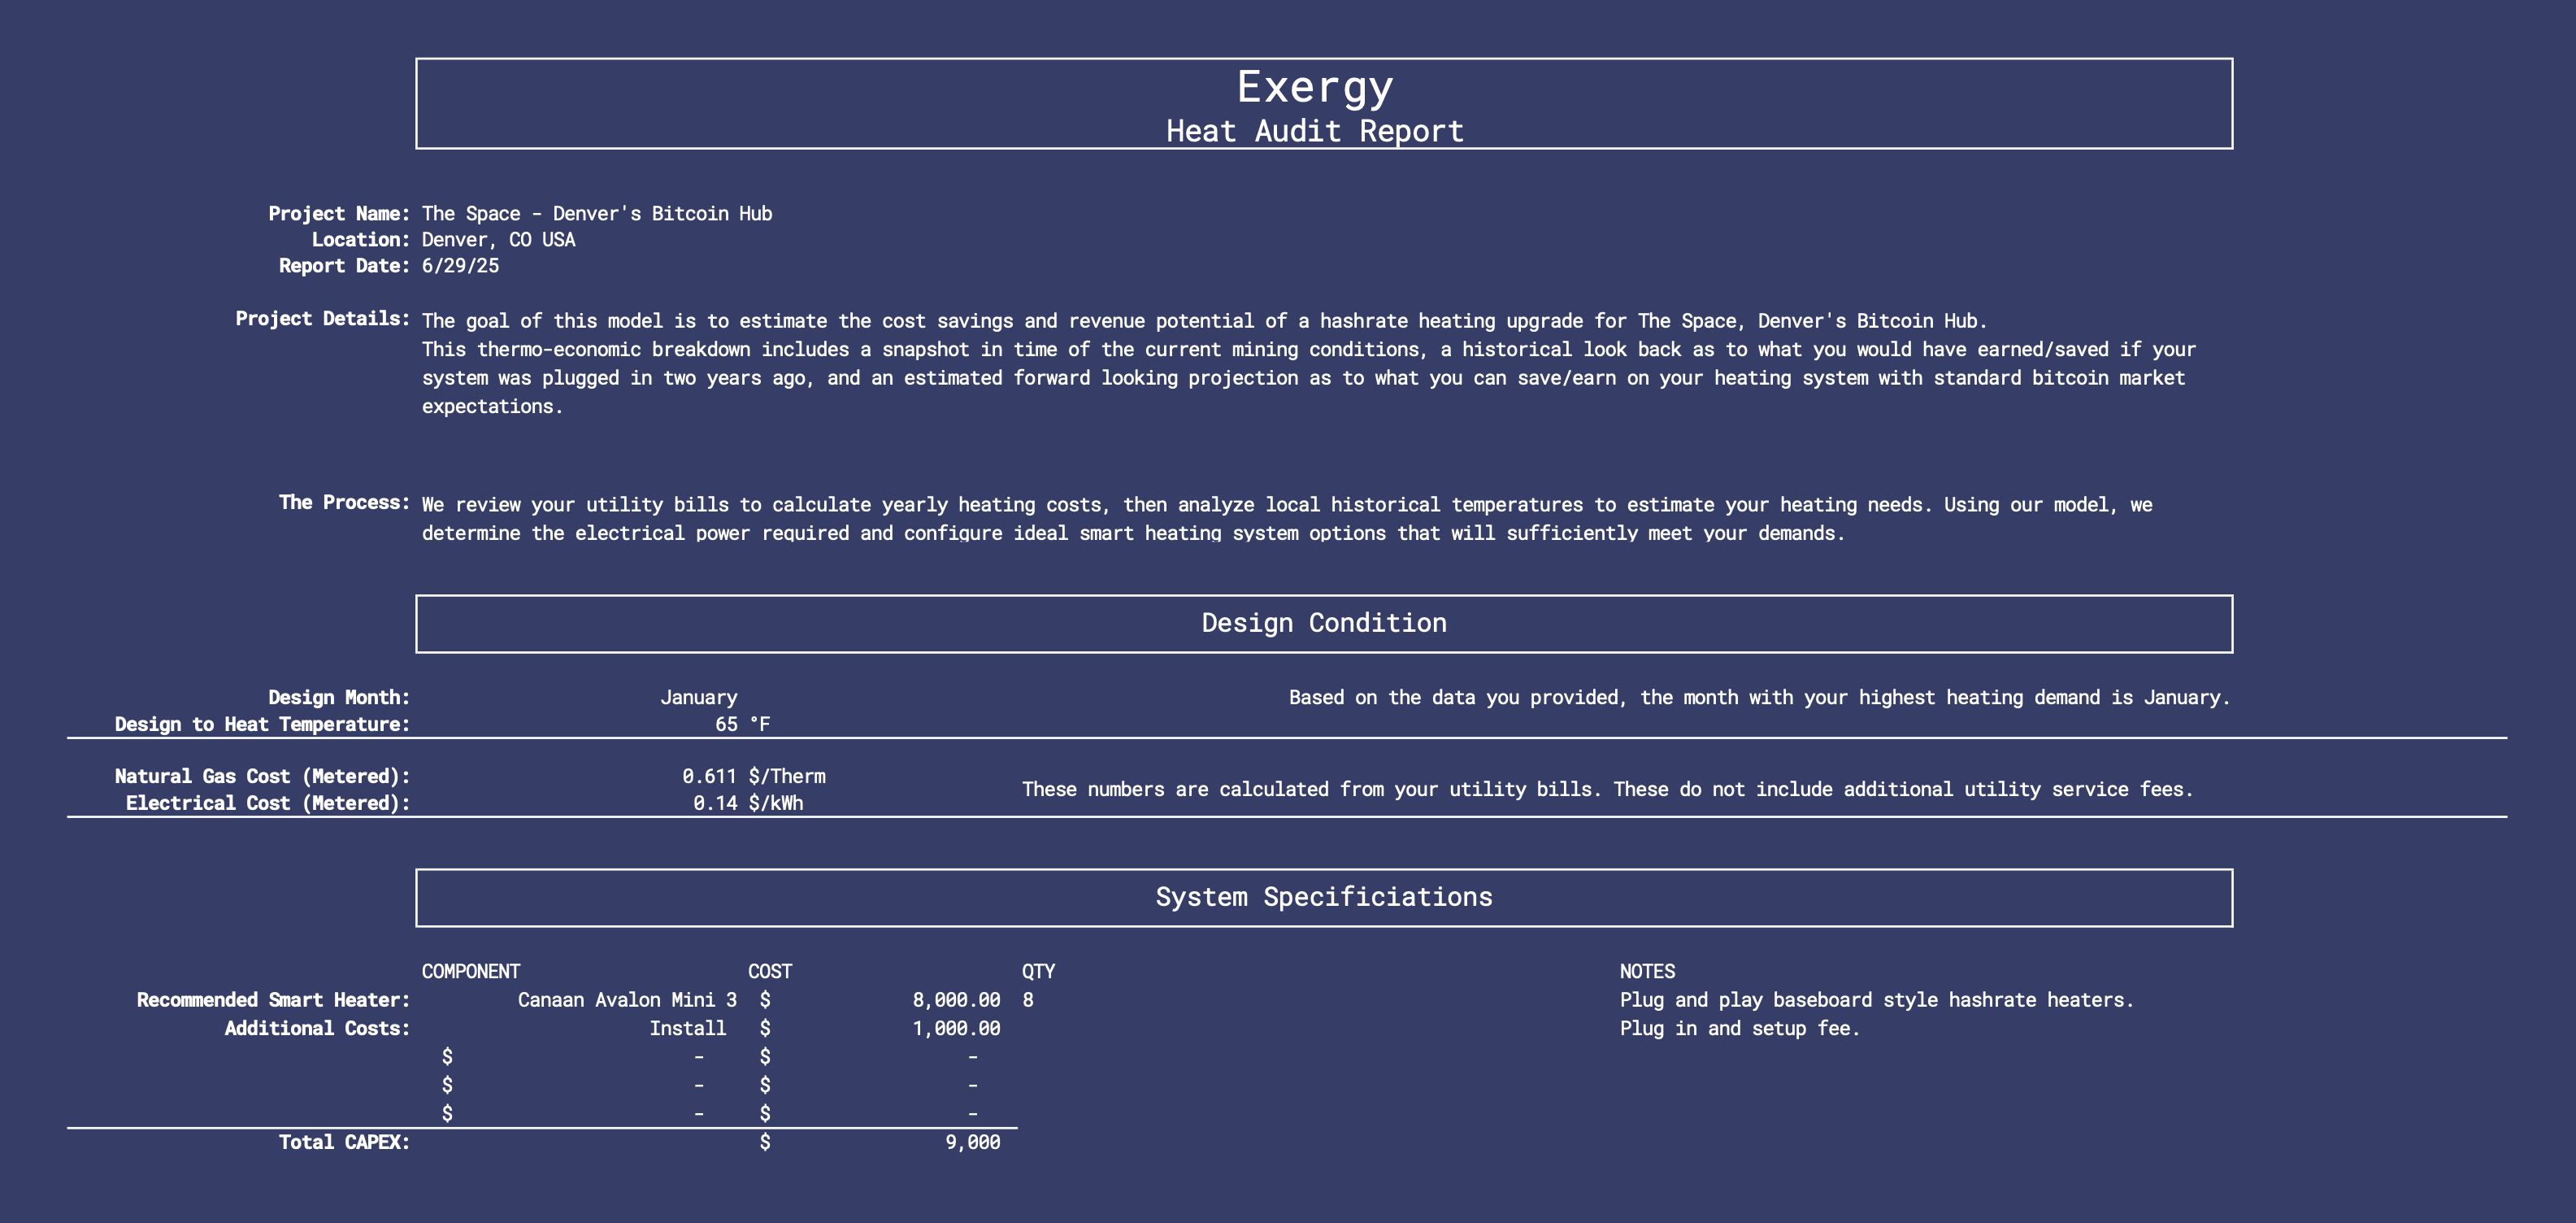 Exergy
Heat Audit Report
Project Name: The Space - Denver's Bitcoin Hub
Location: Denver, CO USA
Report Date: 6/29/25
Project Details: The goal of this model is to estimate the cost savings and revenue potential of a hashrate heating upgrade for The Space, Denver's Bitcoin Hub.
This thermo-economic breakdown includes a snapshot in time of the current mining conditions, a historical look back as to what you would have earned/saved if your
system was plugged in two years ago, and an estimated forward looking projection as to what you can save/earn on your heating system with standard bitcoin market
expectations.
The Process: We review your utility bills to calculate yearly heating costs, then analyze local historical temperatures to estimate your heating needs. Using our model, we
determine the electrical power required and configure ideal smart heating system options that will sufficiently meet your demands.
Design Condition
Design Month: January Based on the data you provided, the month with your highest heating demand is January.
Design to Heat Temperature: 65 °F
Natural Gas Cost (Metered): 0.611 $/Therm
These numbers are calculated from your utility bills. These do not include additional utility service fees.
Electrical Cost (Metered): 0.14 $/kWh
System Specificiations
COMPONENT COST QTY NOTES
Recommended Smart Heater: Canaan Avalon Mini 3 $ 8,000.00 8 Plug and play baseboard style hashrate heaters.
Additional Costs: Install $ 1,000.00 Plug in and setup fee.
$ - $ -
$ - $ -
$ - $ -
Total CAPEX: $ 9,000